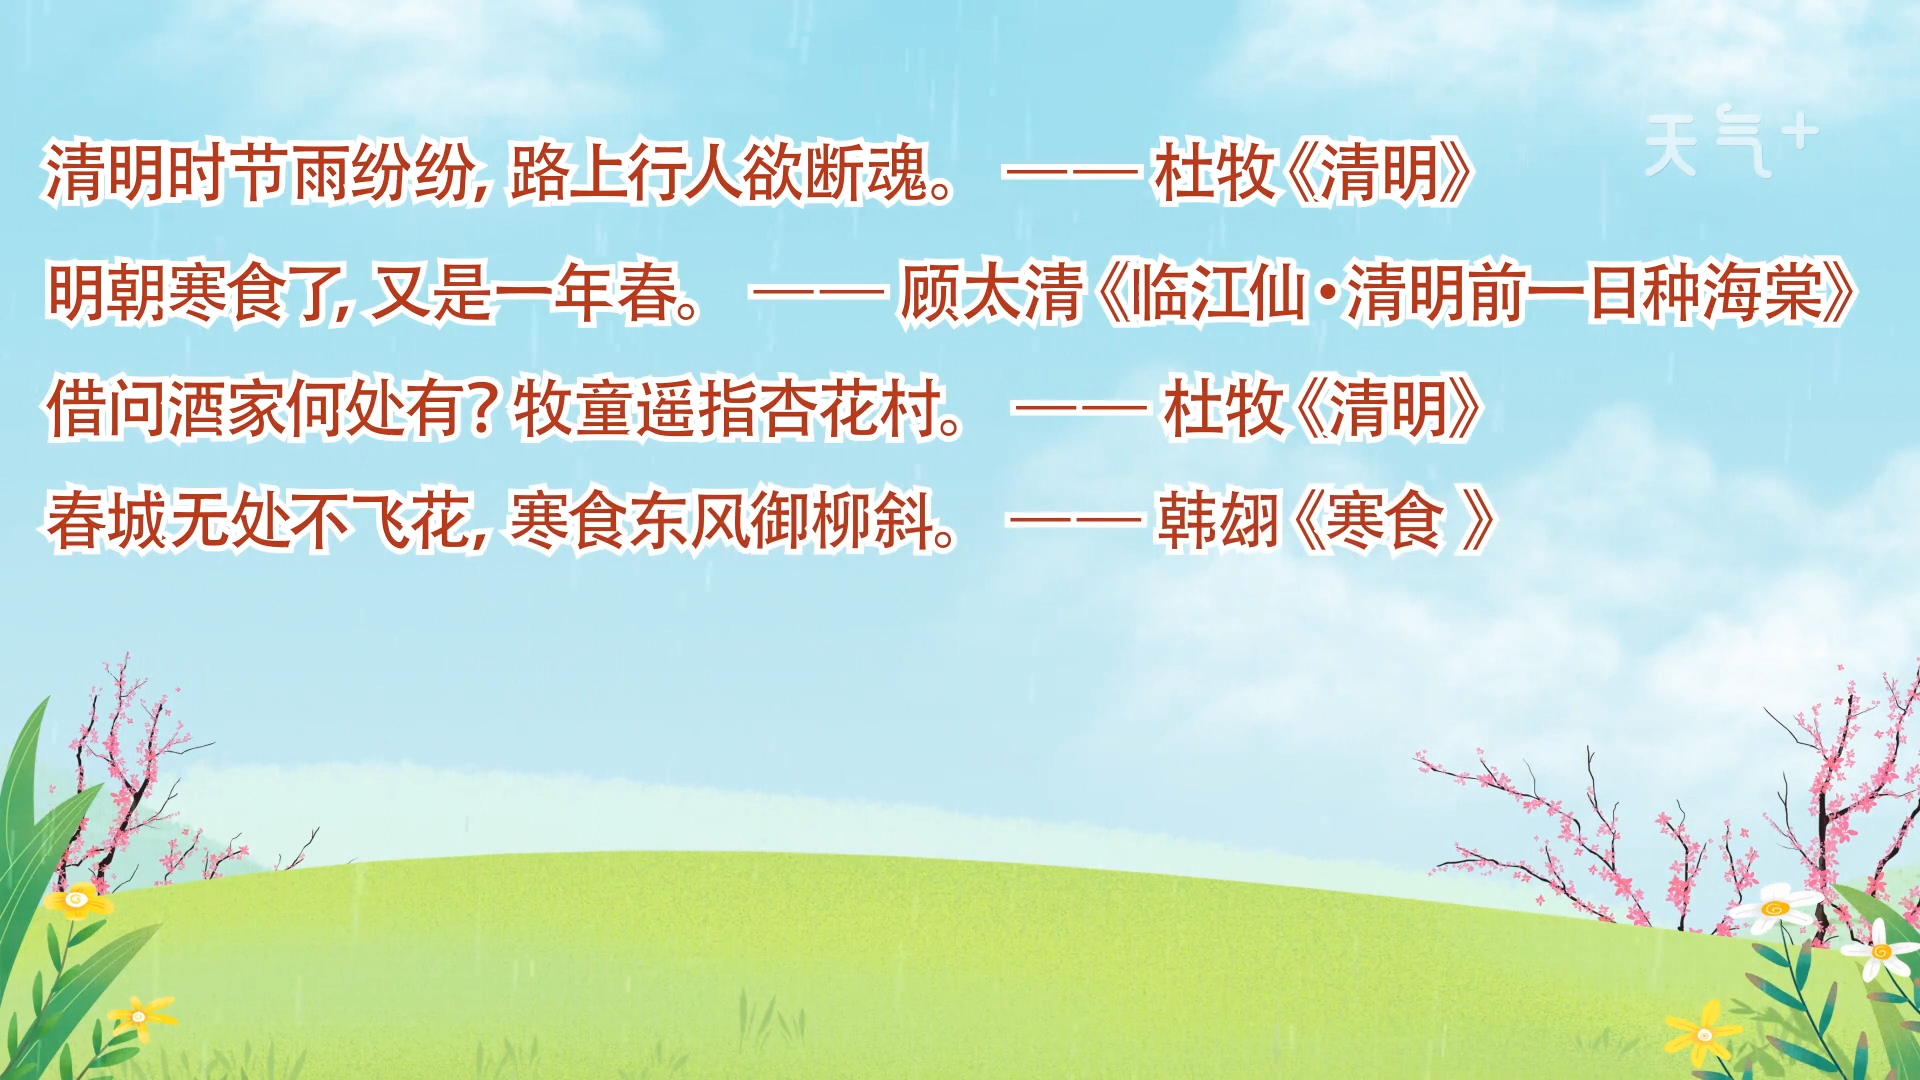 天气+
清明时节雨纷纷, 路上行人欲断魂。 —— 杜牧《清明》
明朝寒食了, 又是一年春。 —— 顾太清《临江仙·清明前一日种海棠》
借问酒家何处有? 牧童遥指杏花村。 —— 杜牧《清明》
春城无处不飞花, 寒食东风御柳斜。 —— 韩翃《寒食 》